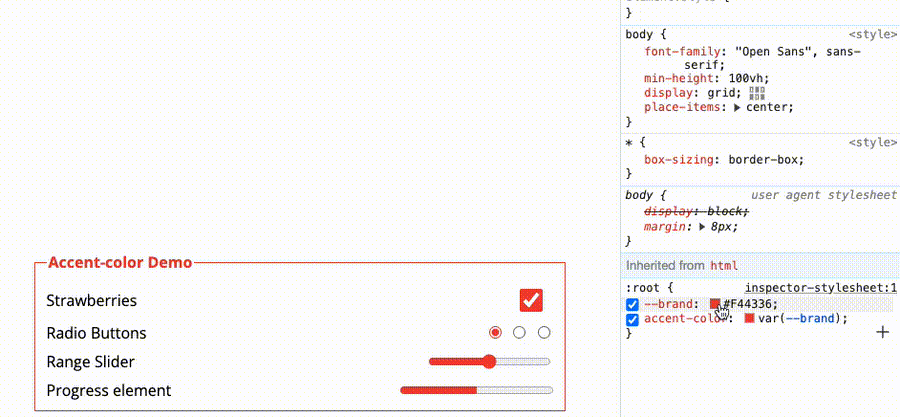 }
body {
<style>
font-family: "Open Sans", sans-
serif;
min-height: 100vh;
display: grid;
place-items: center;
}
* {
<style>
box-sizing: border-box;
}
body {
user agent stylesheet
display: block;
margin: 8px;
}
Inherited from html
:root {
inspector-stylesheet:1
--brand: #F44336;
accent-color: var(--brand);
}
Accent-color Demo
Strawberries
Radio Buttons
Range Slider
Progress element